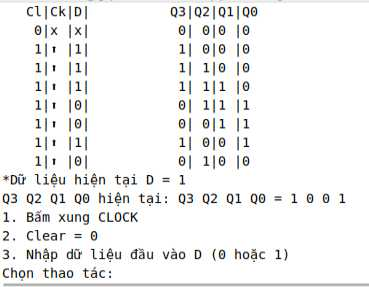 Cl|Ck|D|          Q3|Q2|Q1|Q0
0|x |x|           0| 0|0 |0
1|⬆ |1|           1| 0|0 |0
1|⬆ |1|           1| 1|0 |0
1|⬆ |1|           1| 1|1 |0
1|⬆ |0|           0| 1|1 |1
1|⬆ |0|           0| 0|1 |1
1|⬆ |1|           1| 0|0 |1
1|⬆ |0|           0| 1|0 |0
*Dữ liệu hiện tại D = 1
Q3 Q2 Q1 Q0 hiện tại: Q3 Q2 Q1 Q0 = 1 0 0 1
1. Bấm xung CLOCK
2. Clear = 0
3. Nhập dữ liệu đầu vào D (0 hoặc 1)
Chọn thao tác: